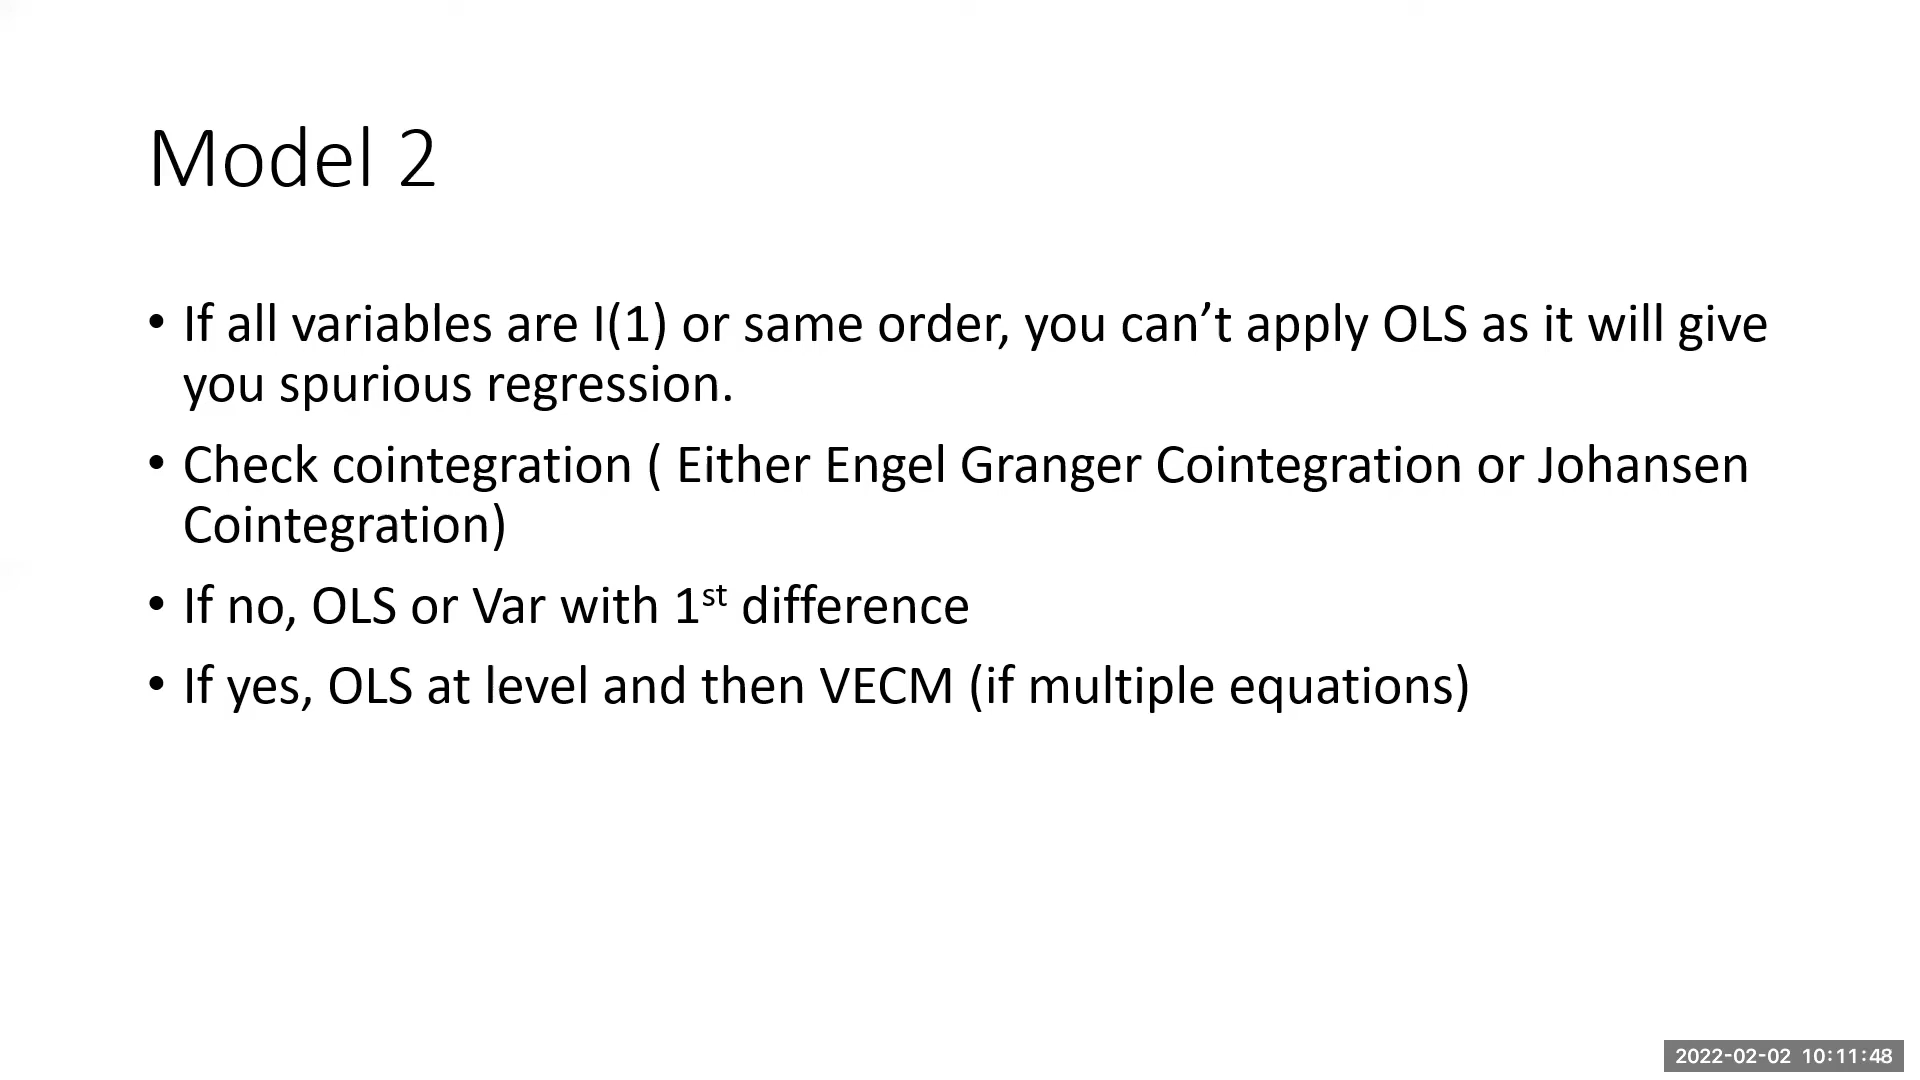 Model 2
• If all variables are I(1) or same order, you can’t apply OLS as it will give
you spurious regression.
• Check cointegration ( Either Engel Granger Cointegration or Johansen
Cointegration)
• If no, OLS or Var with 1st difference
• If yes, OLS at level and then VECM (if multiple equations)
2022-02-02 10:11:48